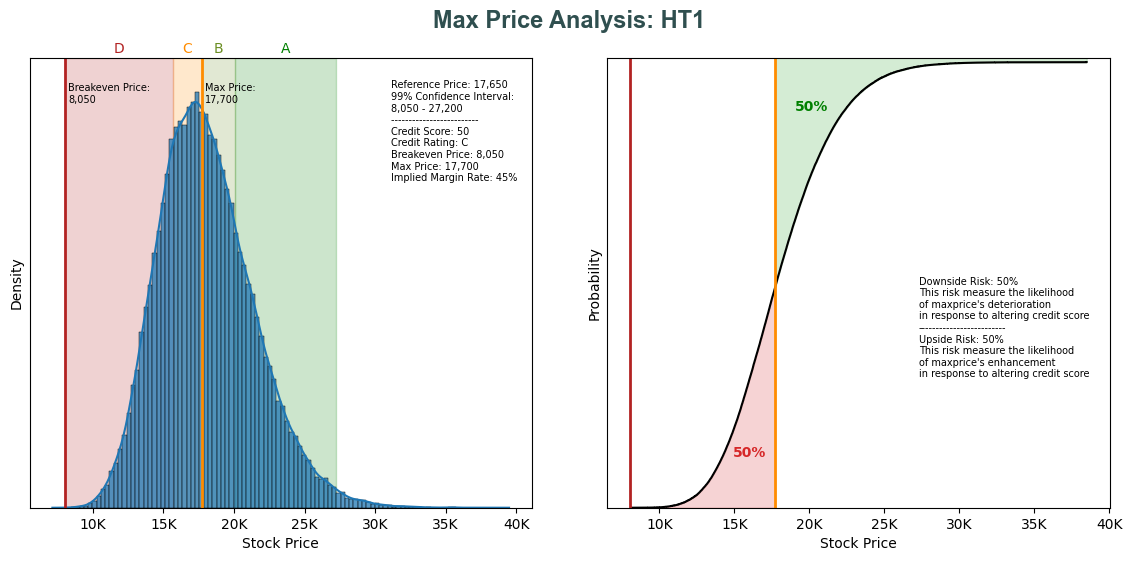 Max Price Analysis: HT1
D C B A
Breakeven Price:
8,050
Max Price:
17,700
Reference Price: 17,650
99% Confidence Interval:
8,050 - 27,200
-------------------------
Credit Score: 50
Credit Rating: C
Breakeven Price: 8,050
Max Price: 17,700
Implied Margin Rate: 45%
Density
10K 15K 20K 25K 30K 35K 40K
Stock Price
50%
Downside Risk: 50%
This risk measure the likelihood
of maxprice's deterioration
in response to altering credit score
-------------------------
Upside Risk: 50%
This risk measure the likelihood
of maxprice's enhancement
in response to altering credit score
50%
Probability
10K 15K 20K 25K 30K 35K 40K
Stock Price